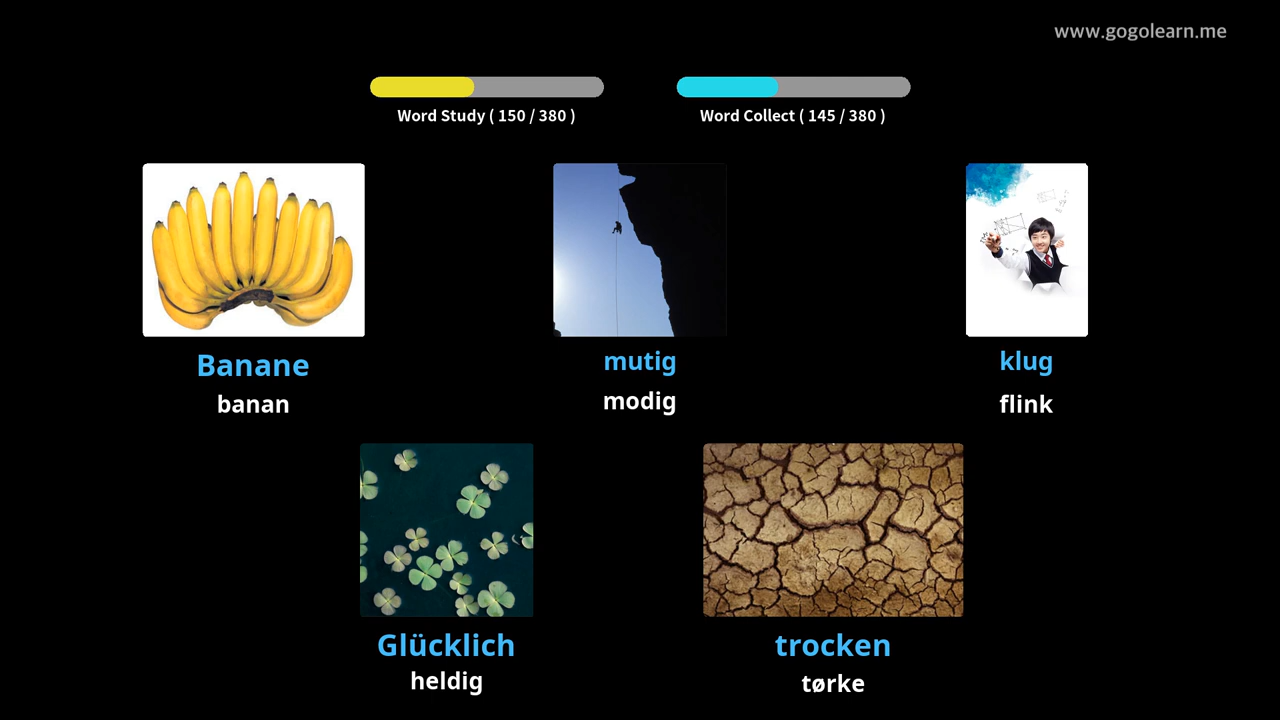 www.gogolearn.me
Word Study ( 150 / 380 )
Word Collect ( 145 / 380 )
Banane
banan
mutig
modig
klug
flink
Glücklich
heldig
trocken
tørke